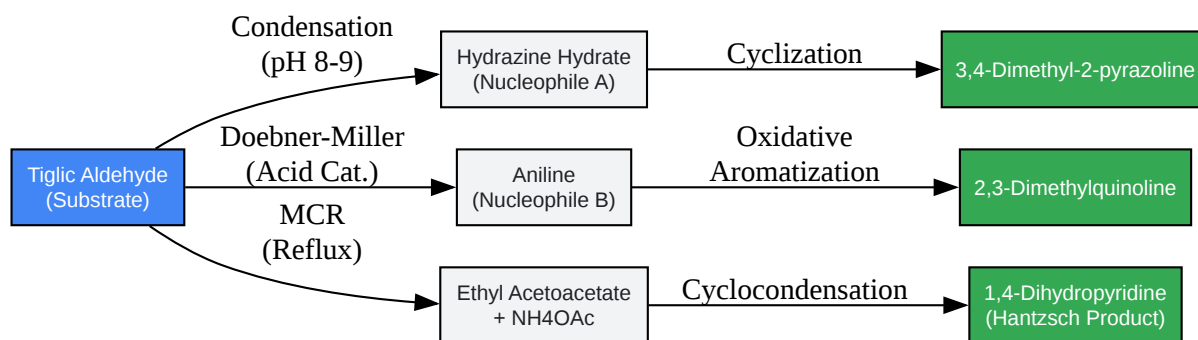 Condensation
(pH 8-9)
Hydrazine Hydrate
(Nucleophile A)
Cyclization
3,4-Dimethyl-2-pyrazoline
Tiglic Aldehyde
(Substrate)
Doebner-Miller
(Acid Cat.)
Aniline
(Nucleophile B)
Oxidative
Aromatization
2,3-Dimethylquinoline
MCR
(Reflux)
Ethyl Acetoacetate
+ NH4OAc
Cyclocondensation
1,4-Dihydropyridine
(Hantzsch Product)